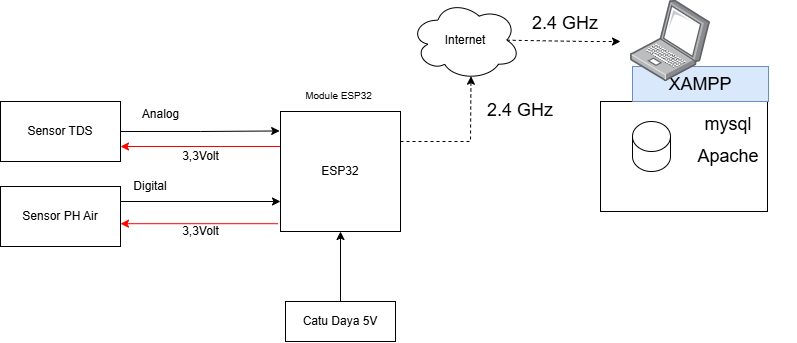 2.4 GHz
Internet
XAMPP
Module ESP32
2.4 GHz
Analog
Sensor TDS
mysql
3,3Volt
Apache
ESP32
Digital
Sensor PH Air
3,3Volt
Catu Daya 5V